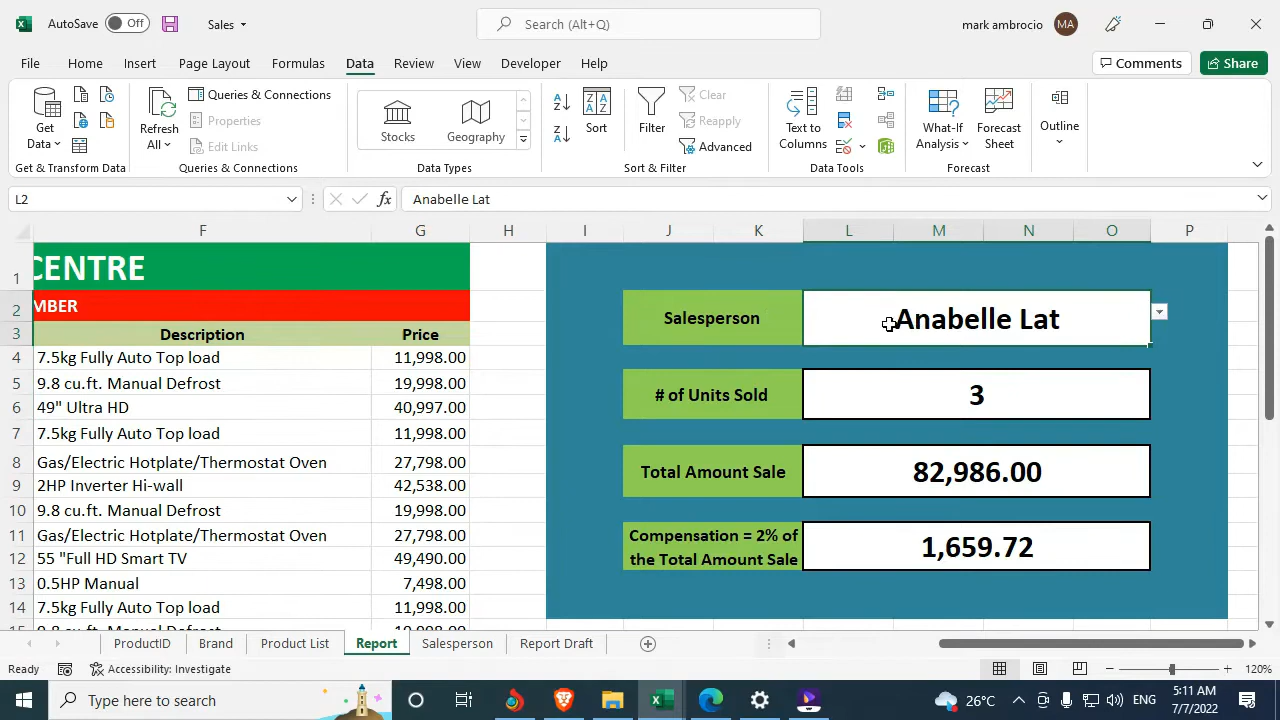 AutoSave Off Sales Search (Alt+Q) mark ambrocio MA
File Home Insert Page Layout Formulas Data Review View Developer Help Comments Share
Get Data
Refresh All
Queries & Connections
Properties
Edit Links
Stocks Geography
Sort
Filter
Clear
Reapply
Advanced
Text to Columns
What-If Analysis
Forecast Sheet
Outline
Get & Transform Data Queries & Connections Data Types Sort & Filter Data Tools Forecast
L2 fx Anabelle Lat
F G H I J K L M N O P
1 CENTRE
2 MBER
3 Description Price
4 7.5kg Fully Auto Top load 11,998.00
5 9.8 cu.ft. Manual Defrost 19,998.00
6 49" Ultra HD 40,997.00
7 7.5kg Fully Auto Top load 11,998.00
8 Gas/Electric Hotplate/Thermostat Oven 27,798.00
9 2HP Inverter Hi-wall 42,538.00
10 9.8 cu.ft. Manual Defrost 19,998.00
11 Gas/Electric Hotplate/Thermostat Oven 27,798.00
12 55 "Full HD Smart TV 49,490.00
13 0.5HP Manual 7,498.00
14 7.5kg Fully Auto Top load 11,998.00
Salesperson Anabelle Lat
# of Units Sold 3
Total Amount Sale 82,986.00
Compensation = 2% of the Total Amount Sale 1,659.72
ProductID Brand Product List Report Salesperson Report Draft
Ready Accessibility: Investigate 120%
Type here to search 26°C ENG 5:11 AM
7/7/2022